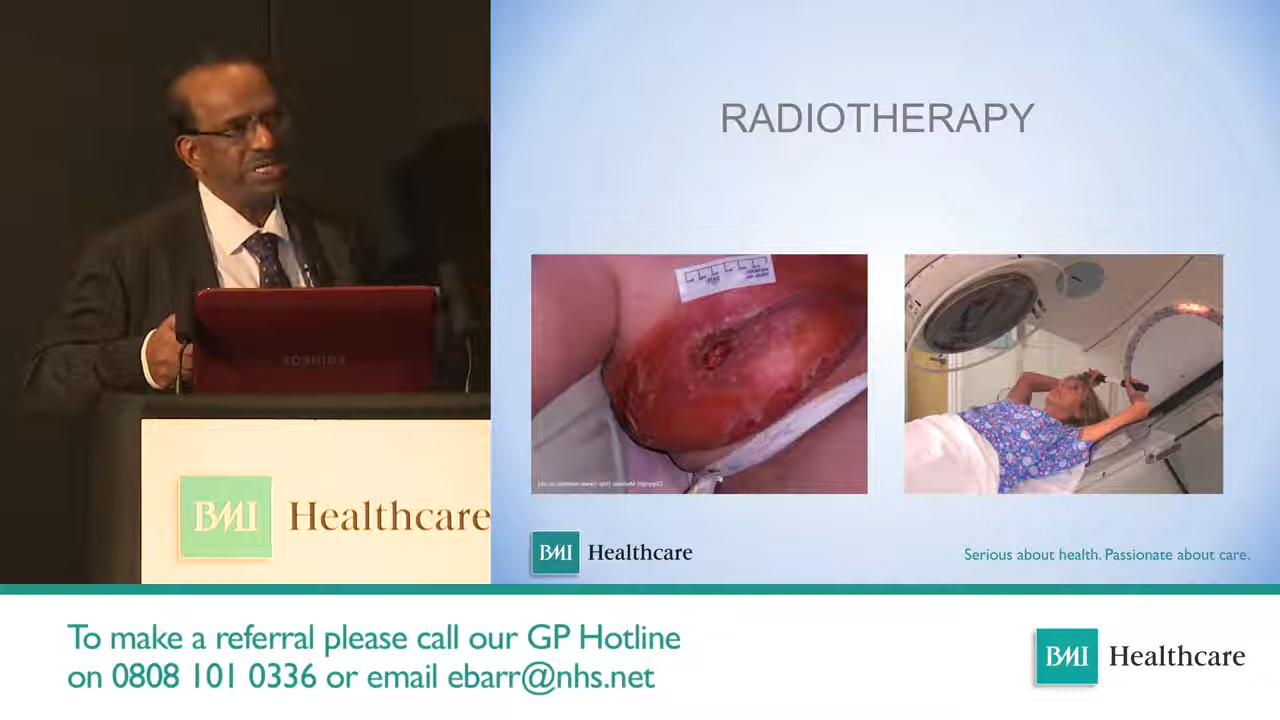 RADIOTHERAPY
TOSHIBA
BMI Healthcare
BMI Healthcare
Serious about health. Passionate about care.
To make a referral please call our GP Hotline
on 0808 101 0336 or email ebarr@nhs.net
BMI Healthcare